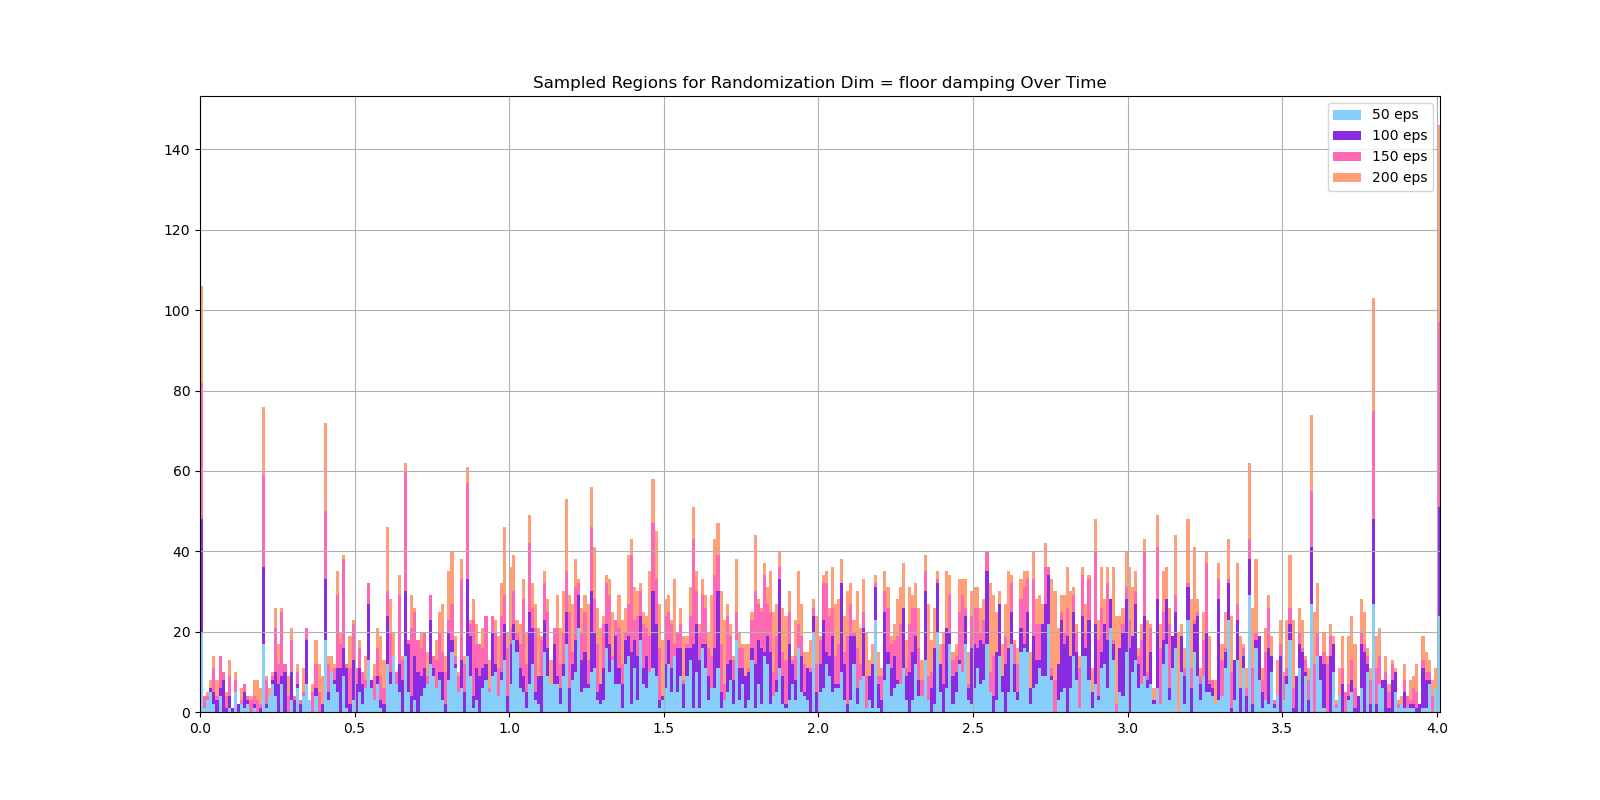 Sampled Regions for Randomization Dim = floor damping Over Time
50 eps
100 eps
150 eps
200 eps
140
120
100
80
60
40
20
0
0.0 0.5 1.0 1.5 2.0 2.5 3.0 3.5 4.0